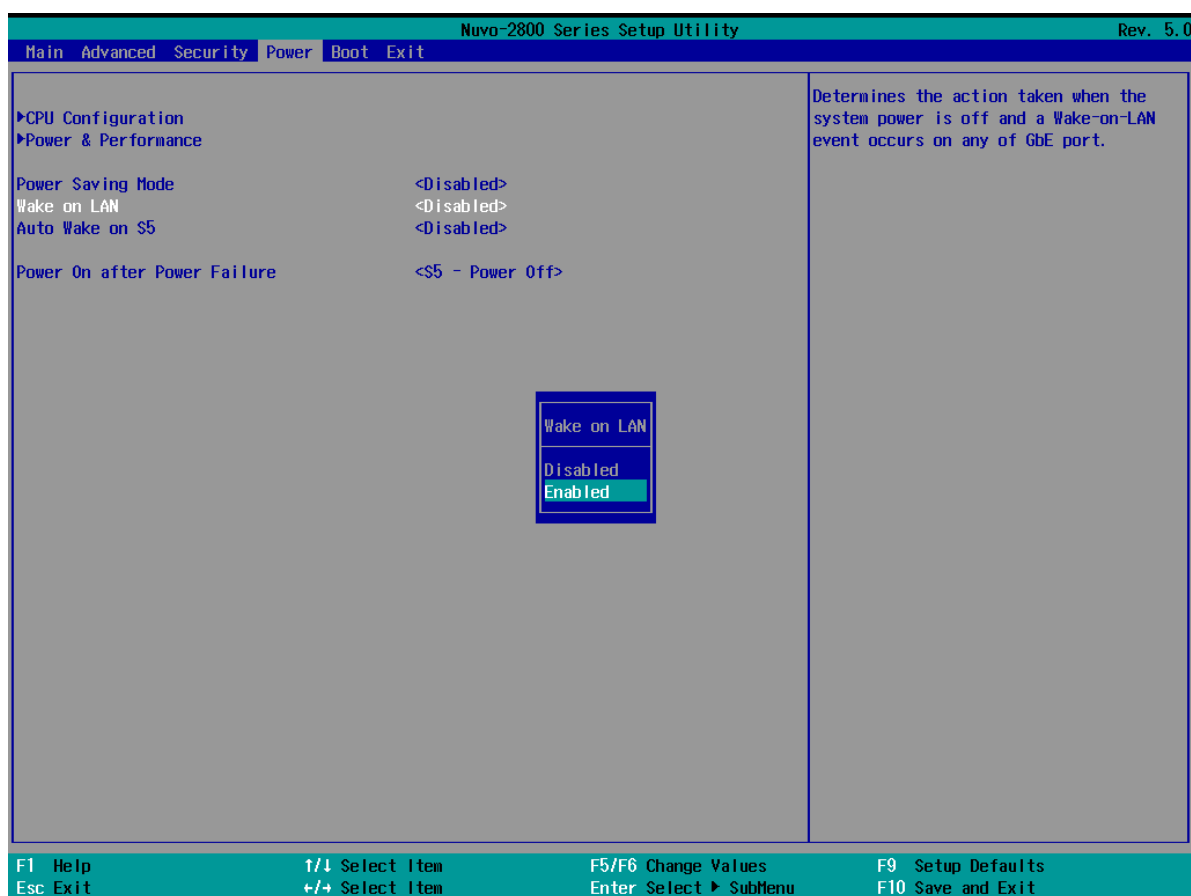 Nuvo-2800 Series Setup Utility Rev. 5.0
Main Advanced Security Power Boot Exit
▶CPU Configuration
▶Power & Performance
Power Saving Mode <Disabled>
Wake on LAN <Disabled>
Auto Wake on S5 <Disabled>
Power On after Power Failure <S5 - Power Off>
Determines the action taken when the
system power is off and a Wake-on-LAN
event occurs on any of GbE port.
Wake on LAN
Disabled
Enabled
F1 Help ↑/↓ Select Item F5/F6 Change Values F9 Setup Defaults
Esc Exit ←/→ Select Item Enter Select ▶ SubMenu F10 Save and Exit